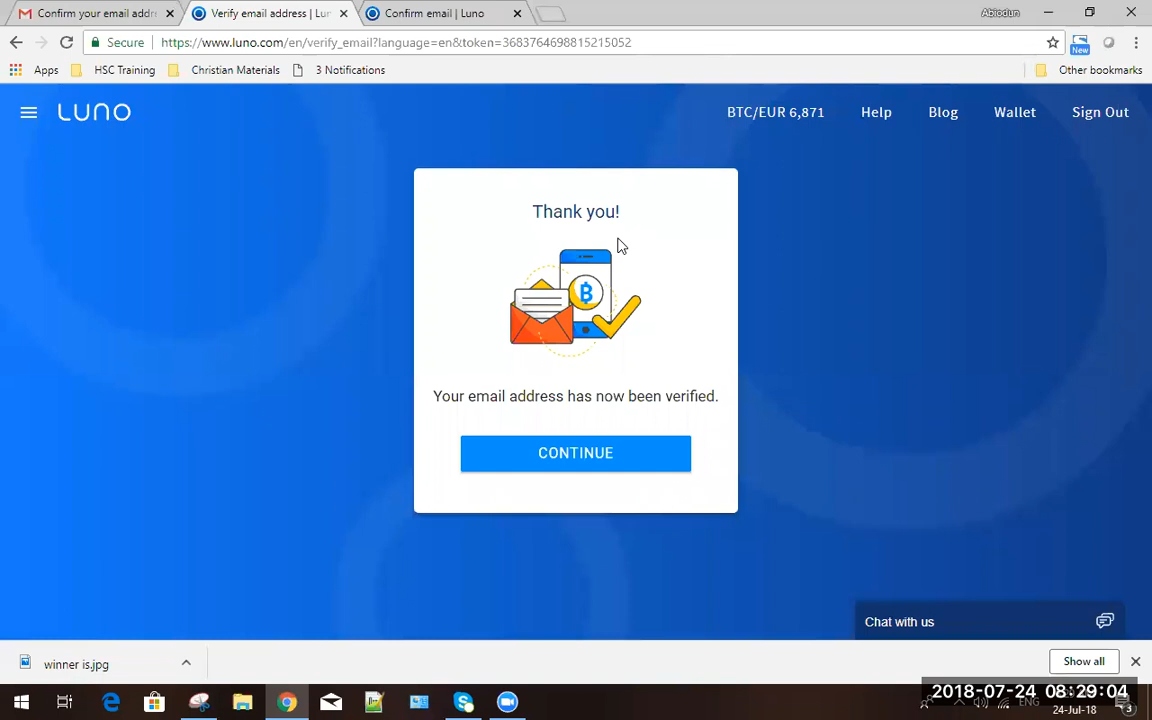 Confirm your email addr
Verify email address | Lun
Confirm email | Luno
Abiodun
Secure
https://www.luno.com/en/verify_email?language=en&token=3683764698815215052
New
Apps
HSC Training
Christian Materials
3 Notifications
Other bookmarks
LUNO
BTC/EUR 6,871
Help
Blog
Wallet
Sign Out
Thank you!
Your email address has now been verified.
CONTINUE
Chat with us
winner is.jpg
Show all
2018-07-24 08:29:04
ENG
24-Jul-18
3